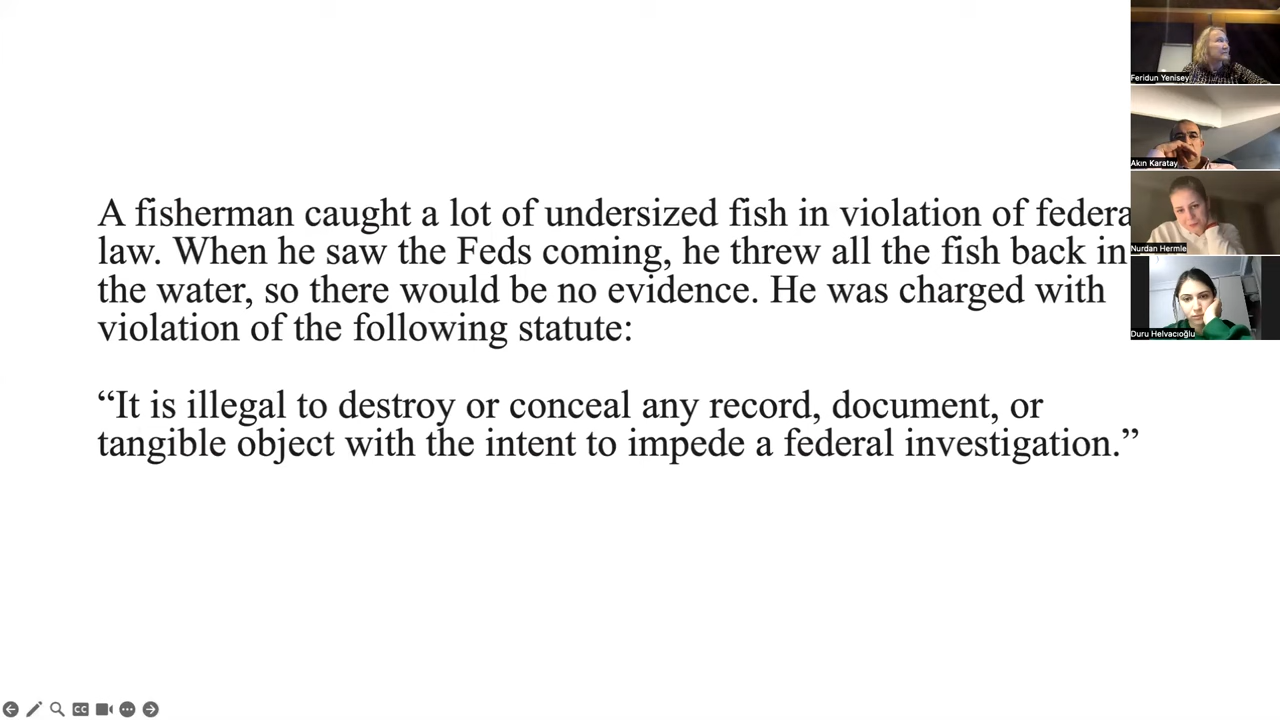 A fisherman caught a lot of undersized fish in violation of federa
law. When he saw the Feds coming, he threw all the fish back in
the water, so there would be no evidence. He was charged with
violation of the following statute:
“It is illegal to destroy or conceal any record, document, or
tangible object with the intent to impede a federal investigation.”
Feridun Yenisey
Akın Karatay
Nurdan Hermle
Duru Helvacıoğlu
CC